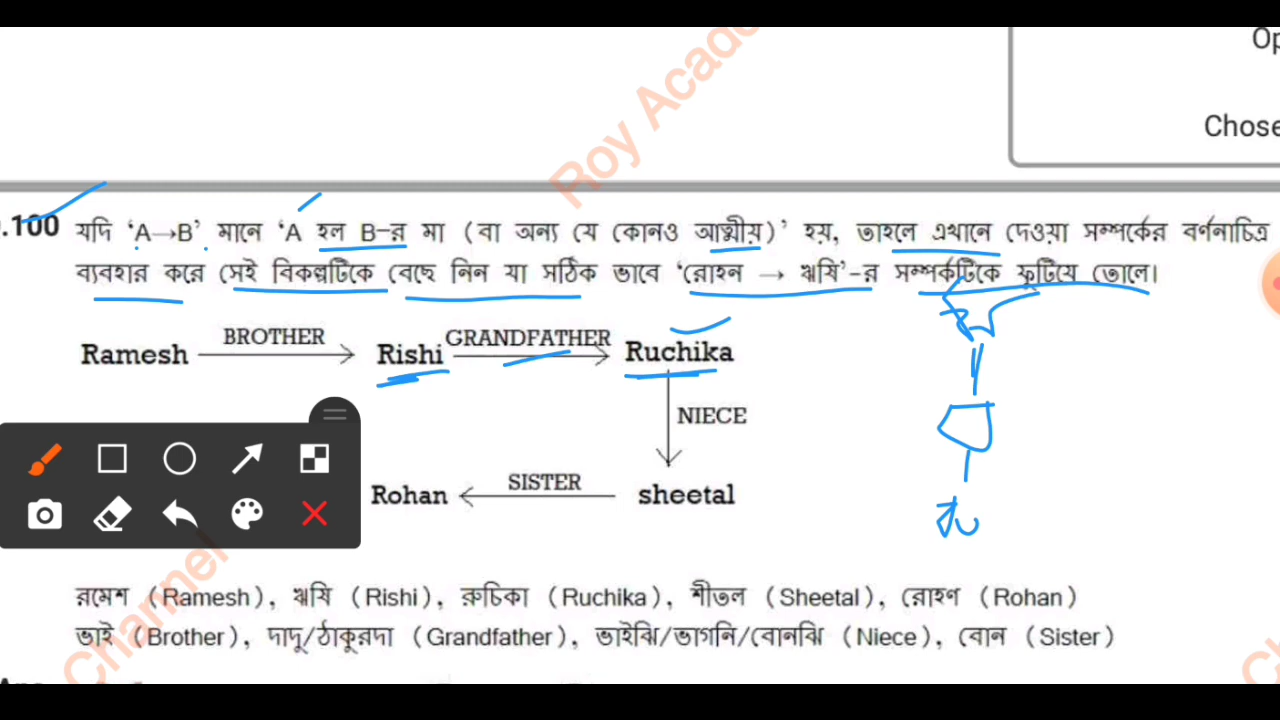 Op
Chose
.100 যদি ‘A→B’ মানে ‘A হল B-র মা (বা অন্য যে কোনও আত্মীয়)’ হয়, তাহলে এখানে দেওয়া সম্পর্কের বর্ণনাচিত্র
ব্যবহার করে সেই বিকল্পটিকে বেছে নিন যা সঠিক ভাবে ‘রোহন → ঋষি’-র সম্পর্কটিকে ফুটিয়ে তোলে।
BROTHER GRANDFATHER
Ramesh Rishi Ruchika
NIECE
SISTER
Rohan sheetal
রমেশ (Ramesh), ঋষি (Rishi), রুচিকা (Ruchika), শীতল (Sheetal), রোহণ (Rohan)
ভাই (Brother), দাদু/ঠাকুরদা (Grandfather), ভাইঝি/ভাগনি/বোনঝি (Niece), বোন (Sister)
Roy Acade
Channel
Ch